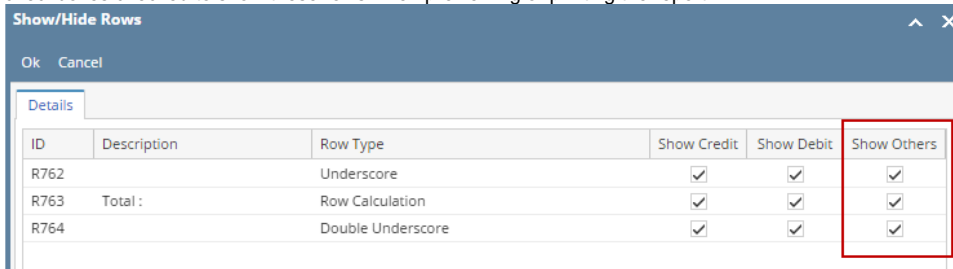 Show/Hide Rows
Ok Cancel
Details
ID Description Row Type Show Credit Show Debit Show Others
R762 Underscore
R763 Total : Row Calculation
R764 Double Underscore